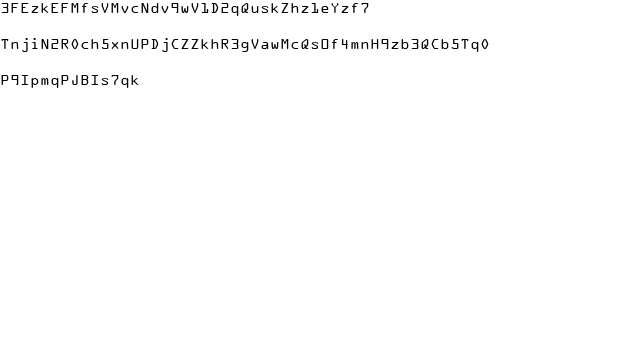 3FEzkEFMfsVMvcNdv9wV1D2qQuskZhz1eYzf7
TnjiN2R0ch5xnUPDjCZZkhR3gVawMcQsOf4mnH9zb3QCb5Tq0
P9IpmqPJBIs7qk